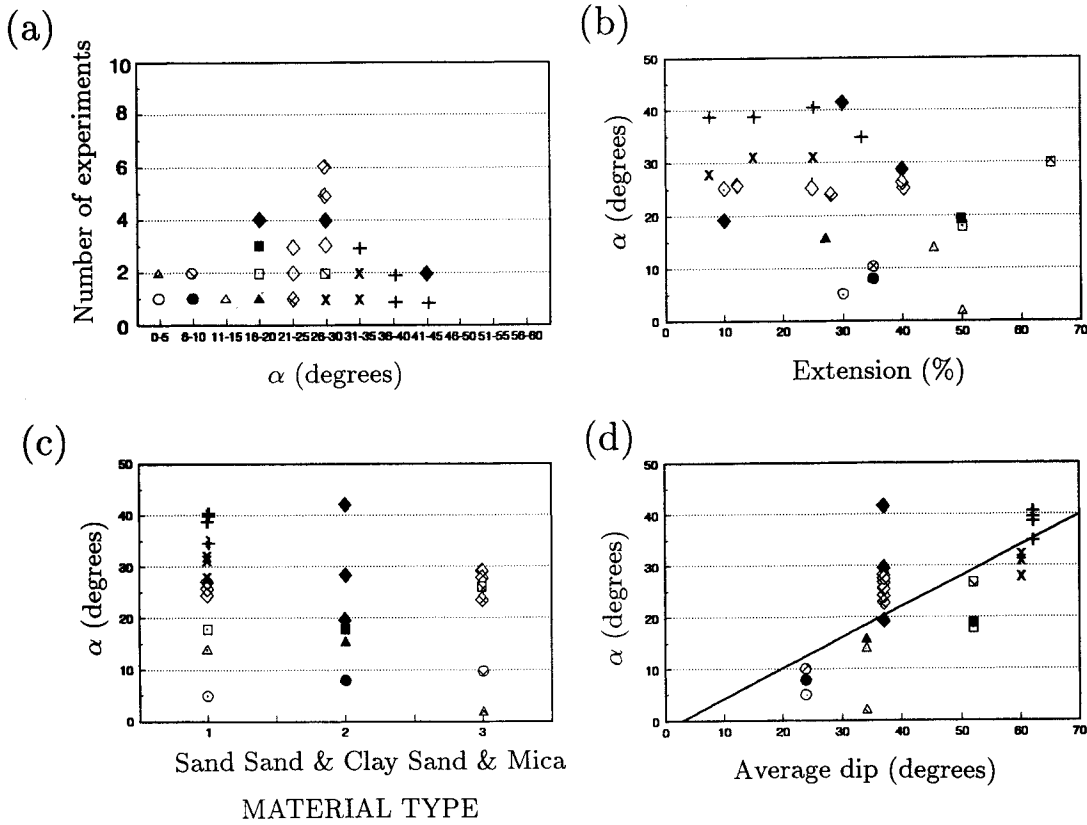 (a)
Number of experiments
10
8
6
4
2
0
0-5 6-10 11-15 16-20 21-25 26-30 31-35 36-40 41-45 46-50 51-55 56-60
α (degrees)
(b)
α (degrees)
50
40
30
20
10
0
0 10 20 30 40 50 60 70
Extension (%)
(c)
α (degrees)
50
40
30
20
10
0
1 2 3
Sand Sand & Clay Sand & Mica
MATERIAL TYPE
(d)
α (degrees)
50
40
30
20
10
0
0 10 20 30 40 50 60 70
Average dip (degrees)